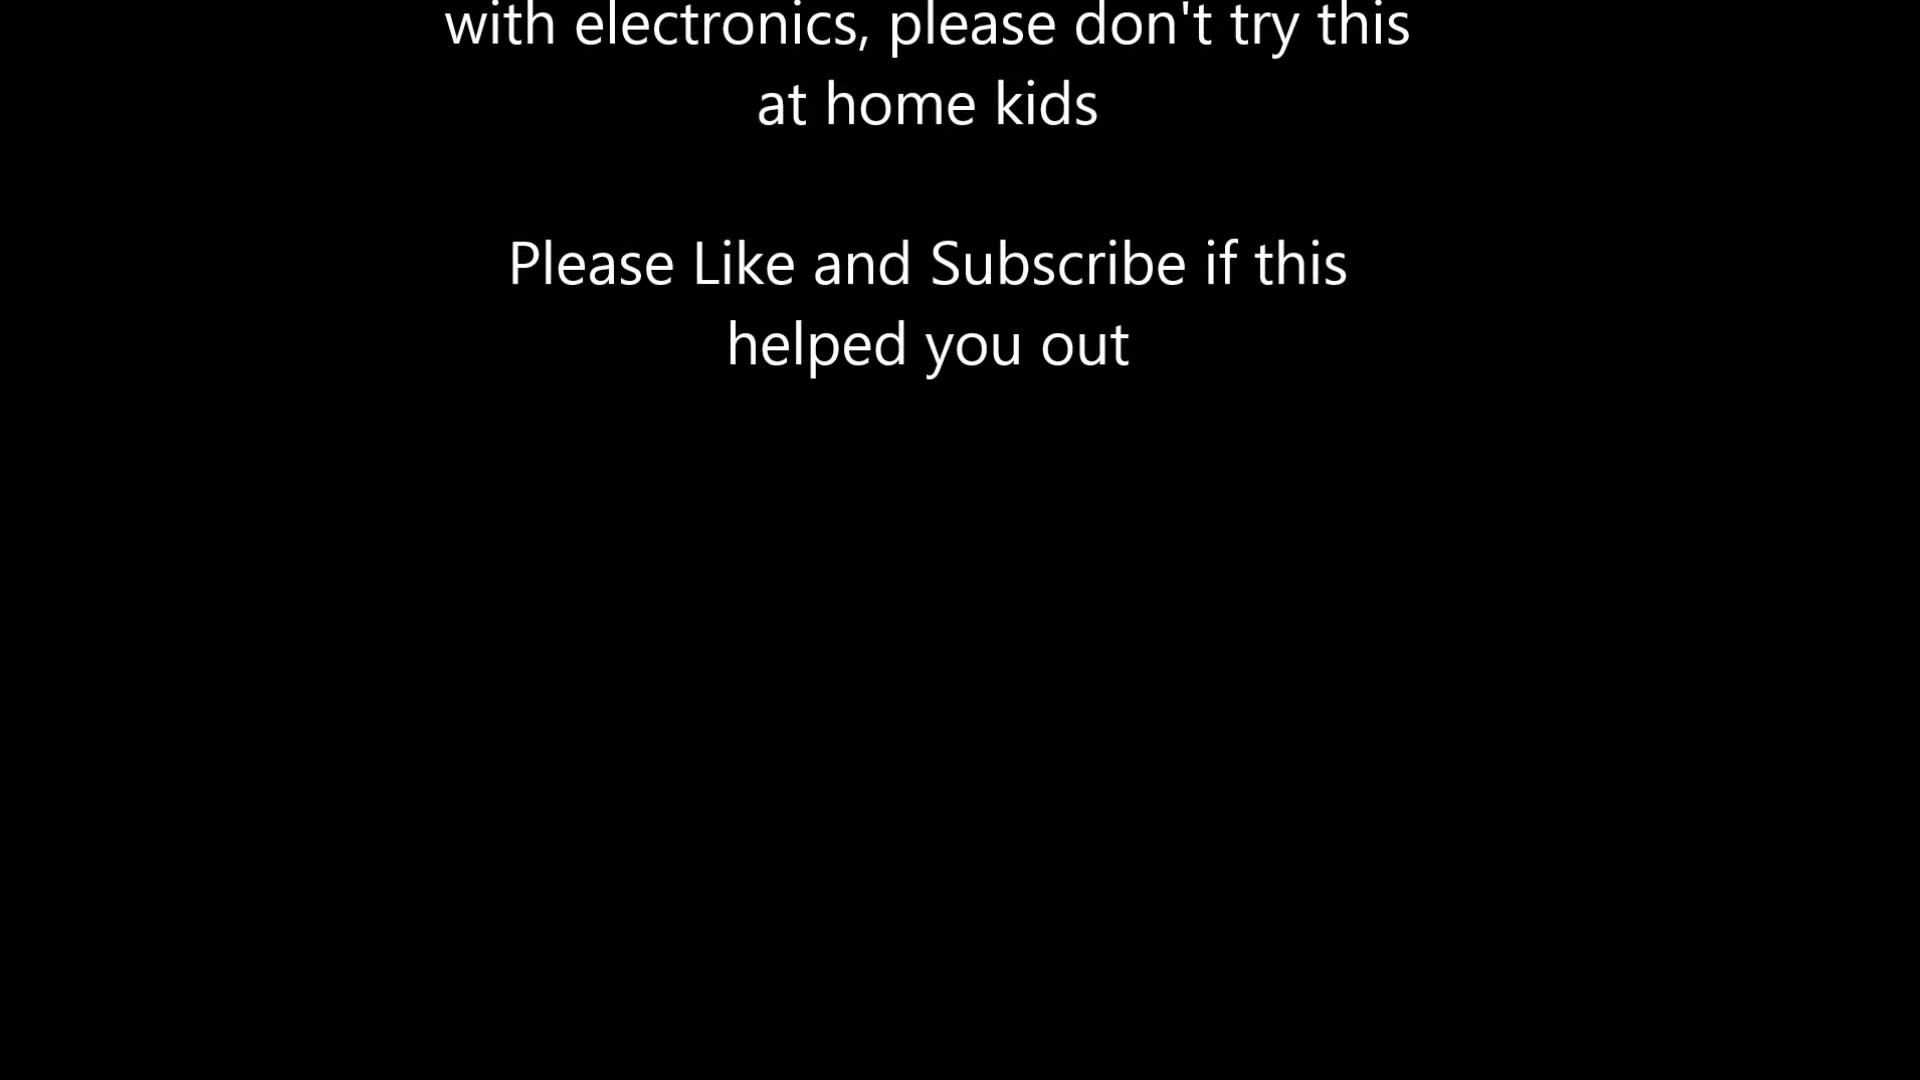 with electronics, please don't try this
at home kids
Please Like and Subscribe if this
helped you out